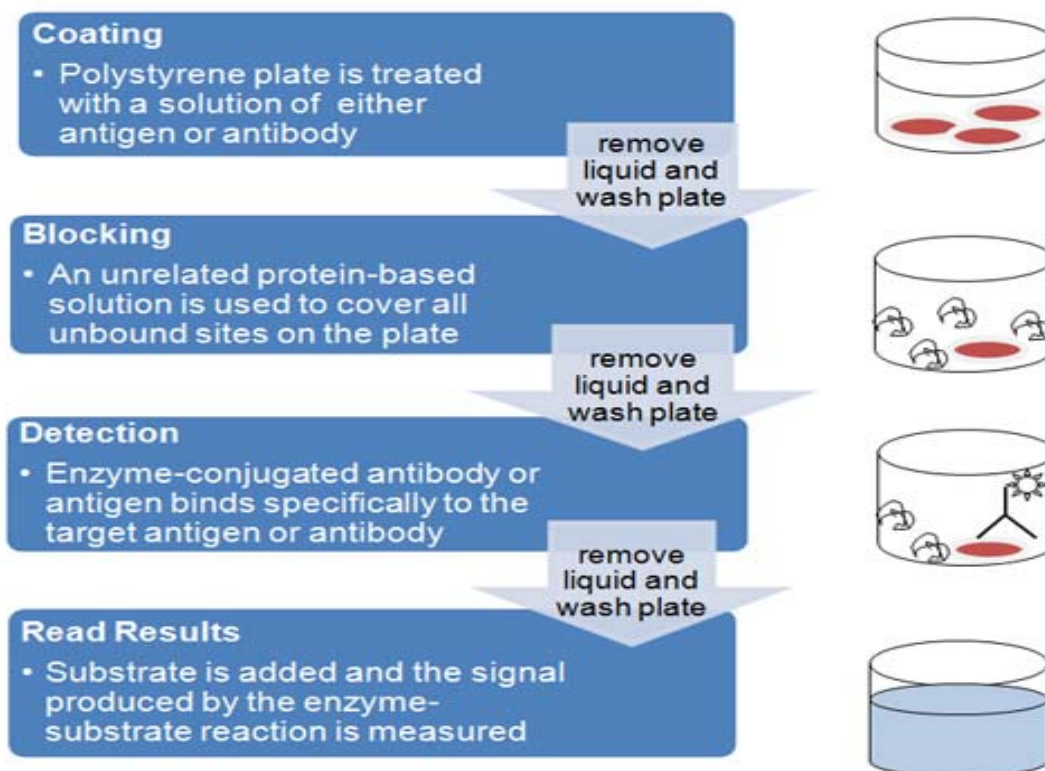 Coating
• Polystyrene plate is treated
with a solution of either
antigen or antibody
remove
liquid and
wash plate
Blocking
• An unrelated protein-based
solution is used to cover all
unbound sites on the plate
remove
liquid and
wash plate
Detection
• Enzyme-conjugated antibody or
antigen binds specifically to the
target antigen or antibody
remove
liquid and
wash plate
Read Results
• Substrate is added and the signal
produced by the enzyme-
substrate reaction is measured